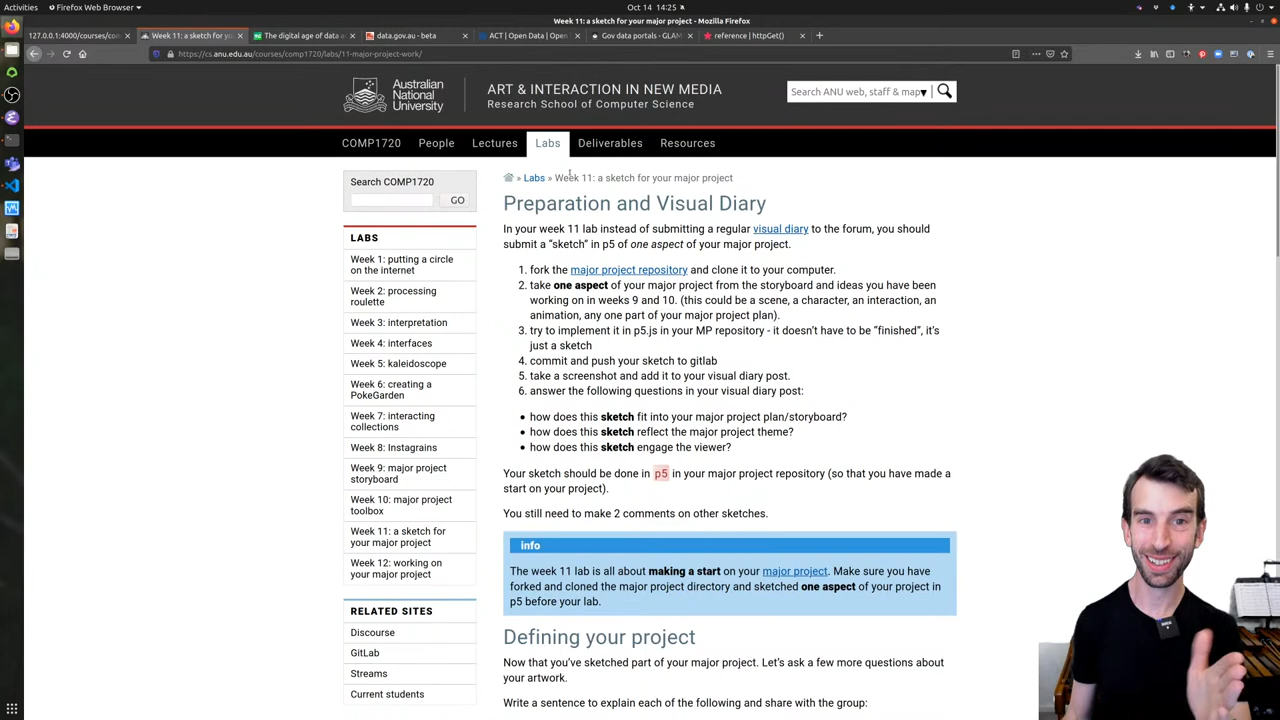 Activities
Firefox Web Browser
Oct 14 14:25
Week 11: a sketch for your major project - Mozilla Firefox
127.0.0.1:4000/courses/com
Week 11: a sketch for yo
The digital age of data a
data.gov.au - beta
ACT | Open Data | Open
Gov data portals - GLAM
reference | httpGet()
https://cs.anu.edu.au/courses/comp1720/labs/11-major-project-work/
Australian
National
University
ART & INTERACTION IN NEW MEDIA
Research School of Computer Science
Search ANU web, staff & map
COMP1720
People
Lectures
Labs
Deliverables
Resources
Search COMP1720
GO
LABS
Week 1: putting a circle
on the internet
Week 2: processing
roulette
Week 3: interpretation
Week 4: interfaces
Week 5: kaleidoscope
Week 6: creating a
PokeGarden
Week 7: interacting
collections
Week 8: Instagrains
Week 9: major project
storyboard
Week 10: major project
toolbox
Week 11: a sketch for
your major project
Week 12: working on
your major project
RELATED SITES
Discourse
GitLab
Streams
Current students
» Labs » Week 11: a sketch for your major project
Preparation and Visual Diary
In your week 11 lab instead of submitting a regular visual diary to the forum, you should
submit a “sketch” in p5 of one aspect of your major project.
1. fork the major project repository and clone it to your computer.
2. take one aspect of your major project from the storyboard and ideas you have been
working on in weeks 9 and 10. (this could be a scene, a character, an interaction, an
animation, any one part of your major project plan).
3. try to implement it in p5.js in your MP repository - it doesn’t have to be “finished”, it’s
just a sketch
4. commit and push your sketch to gitlab
5. take a screenshot and add it to your visual diary post.
6. answer the following questions in your visual diary post:
• how does this sketch fit into your major project plan/storyboard?
• how does this sketch reflect the major project theme?
• how does this sketch engage the viewer?
Your sketch should be done in p5 in your major project repository (so that you have made a
start on your project).
You still need to make 2 comments on other sketches.
info
The week 11 lab is all about making a start on your major project. Make sure you have
forked and cloned the major project directory and sketched one aspect of your project in
p5 before your lab.
Defining your project
Now that you’ve sketched part of your major project. Let’s ask a few more questions about
your artwork.
Write a sentence to explain each of the following and share with the group: